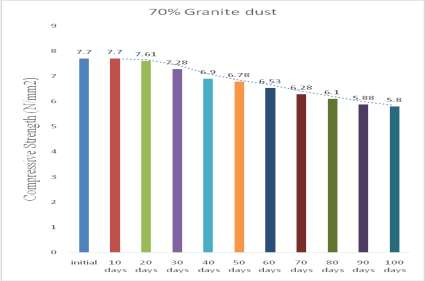 70% Granite dust
9
8
7
6
5
4
3
2
1
0
Compressive Strength (N/mm2)
7.7
7.7
7.61
7.28
6.9
6.78
6.53
6.28
6.1
5.88
5.8
initial
10 days
20 days
30 days
40 days
50 days
60 days
70 days
80 days
90 days
100 days